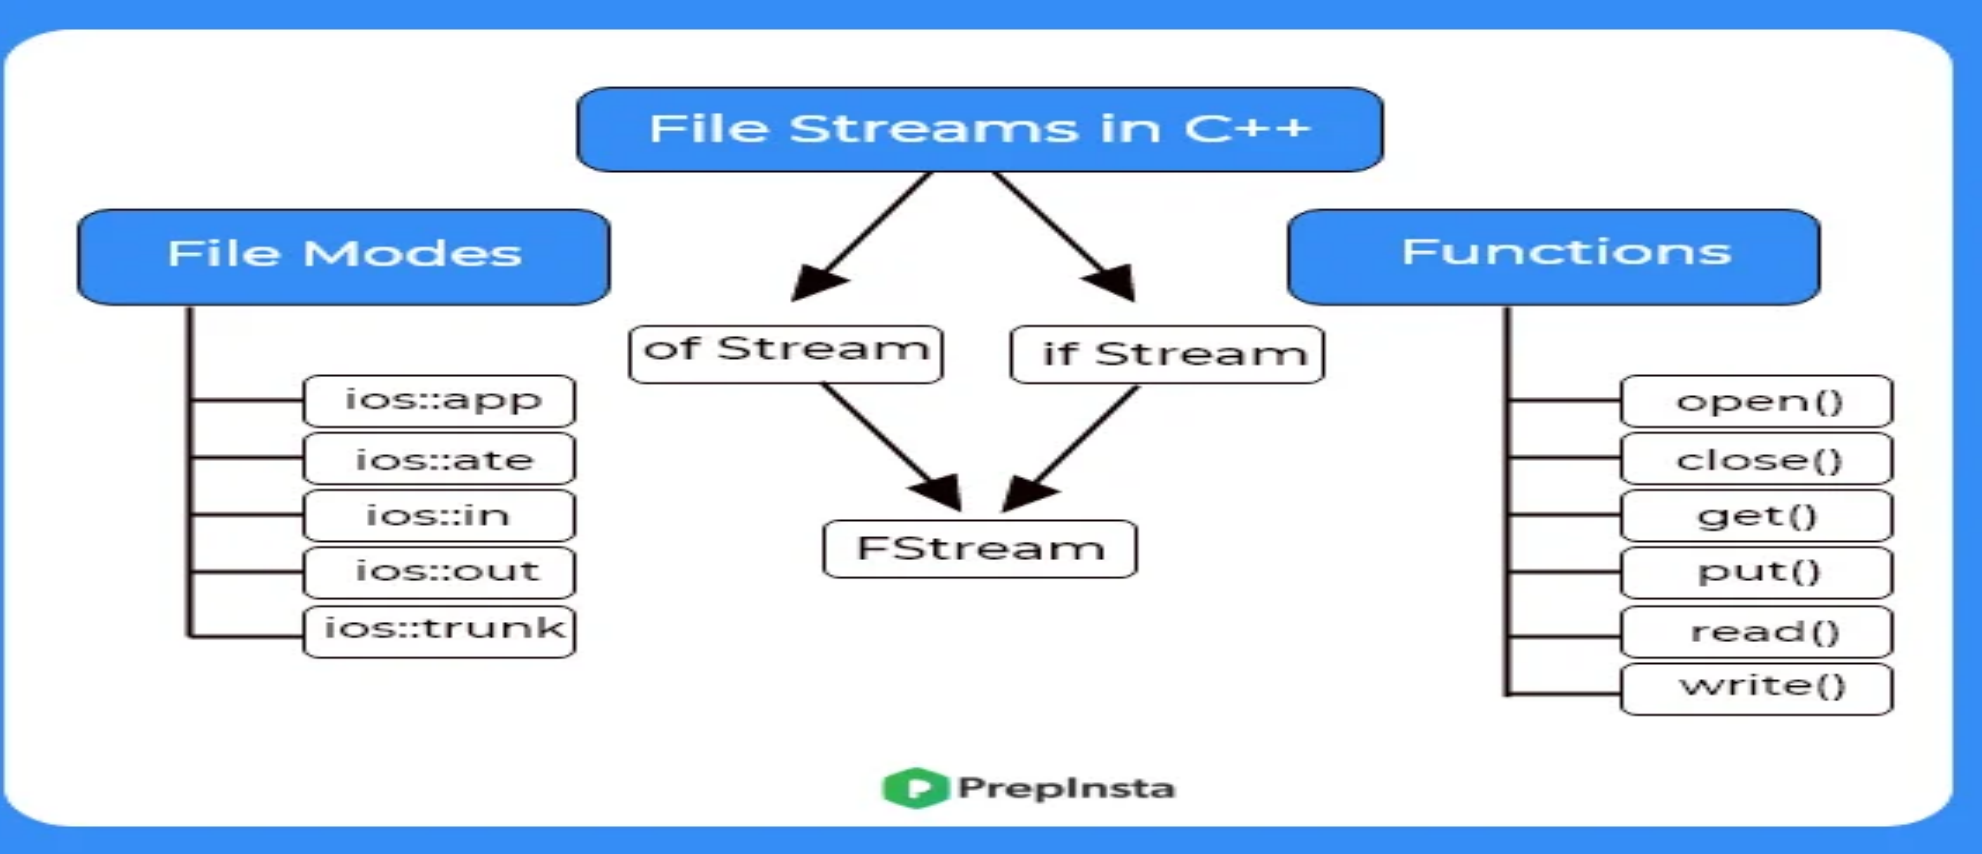 File Streams in C++
File Modes
ios::app
ios::ate
ios::in
ios::out
ios::trunk
of Stream
if Stream
FStream
Functions
open()
close()
get()
put()
read()
write()
PrepInsta